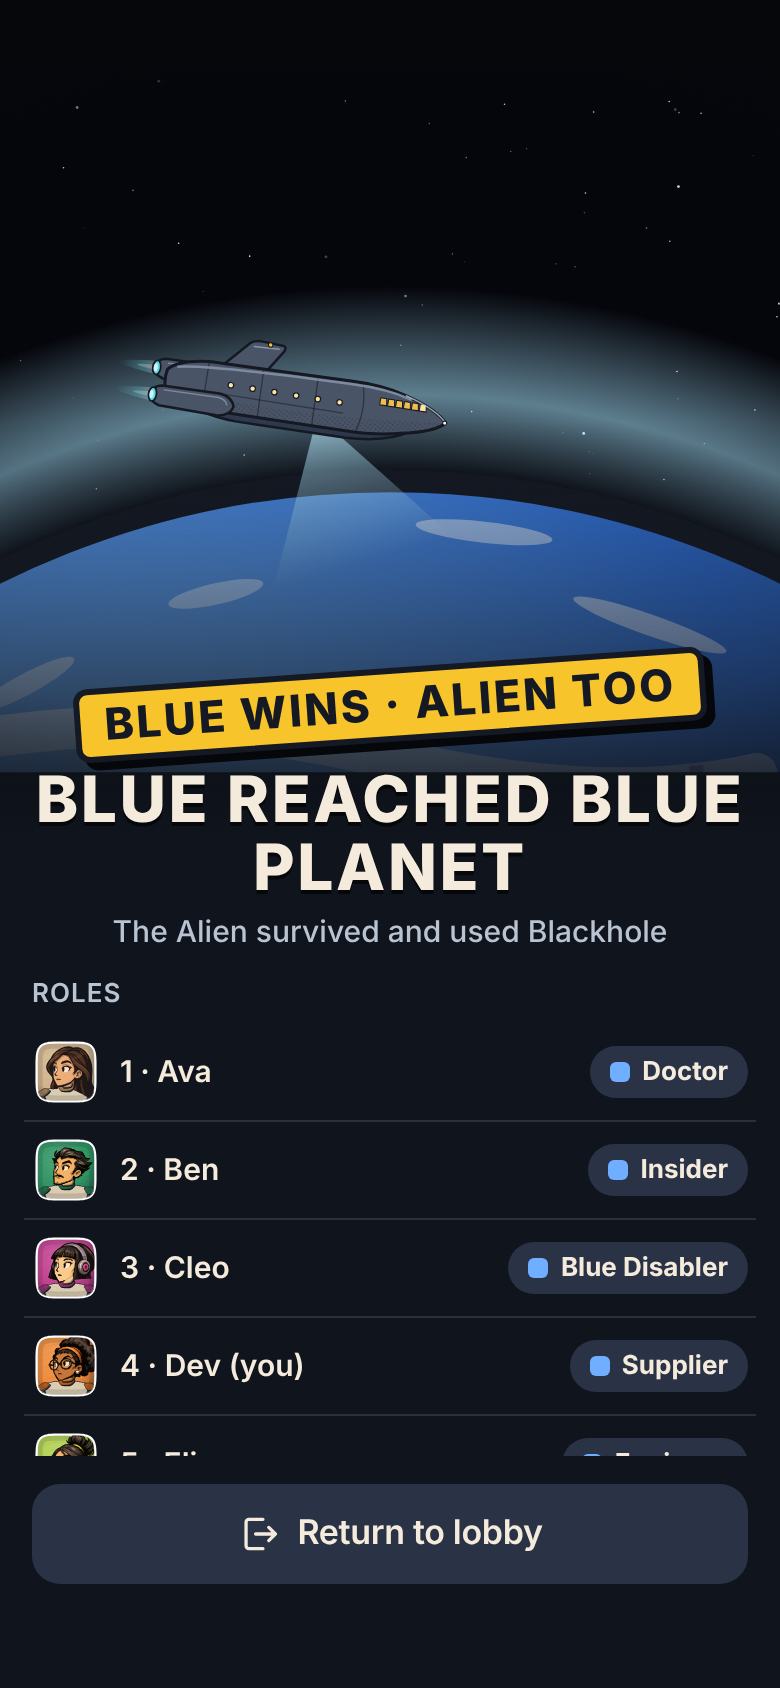 BLUE WINS · ALIEN TOO
BLUE REACHED BLUE
PLANET
The Alien survived and used Blackhole
ROLES
1 · Ava
Doctor
2 · Ben
Insider
3 · Cleo
Blue Disabler
4 · Dev (you)
Supplier
Return to lobby